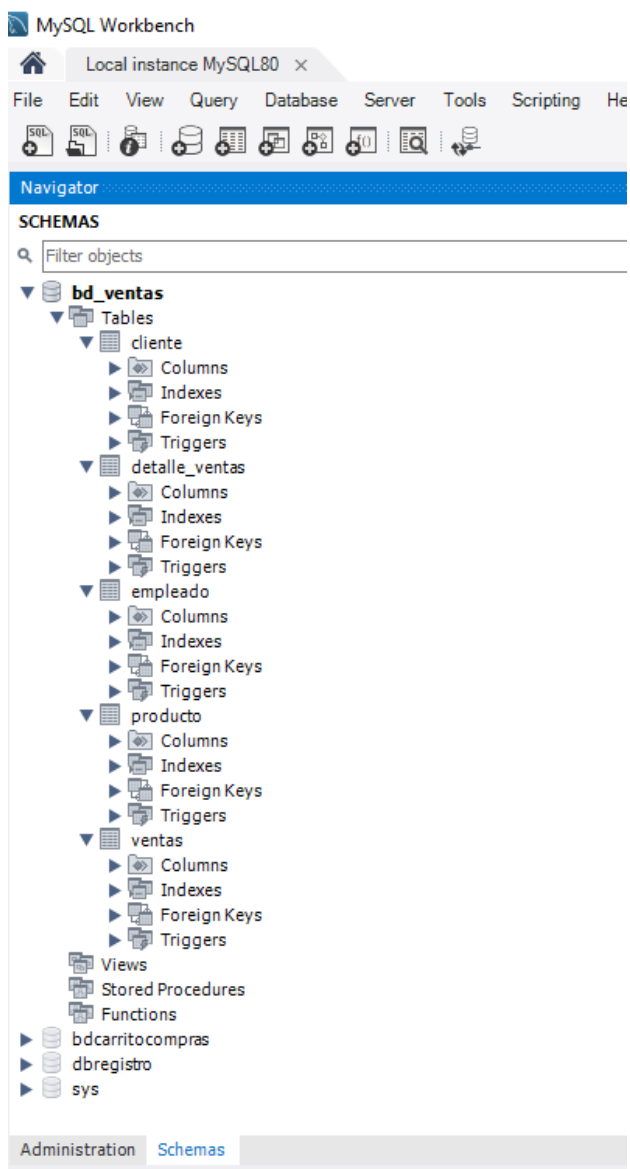 MySQL Workbench
Local instance MySQL80 ×
File Edit View Query Database Server Tools Scripting He
SQL SQL
Navigator
SCHEMAS
Filter objects
bd_ventas
Tables
cliente
Columns
Indexes
Foreign Keys
Triggers
detalle_ventas
Columns
Indexes
Foreign Keys
Triggers
empleado
Columns
Indexes
Foreign Keys
Triggers
producto
Columns
Indexes
Foreign Keys
Triggers
ventas
Columns
Indexes
Foreign Keys
Triggers
Views
Stored Procedures
Functions
bdcarritocompras
dbregistro
sys
Administration Schemas